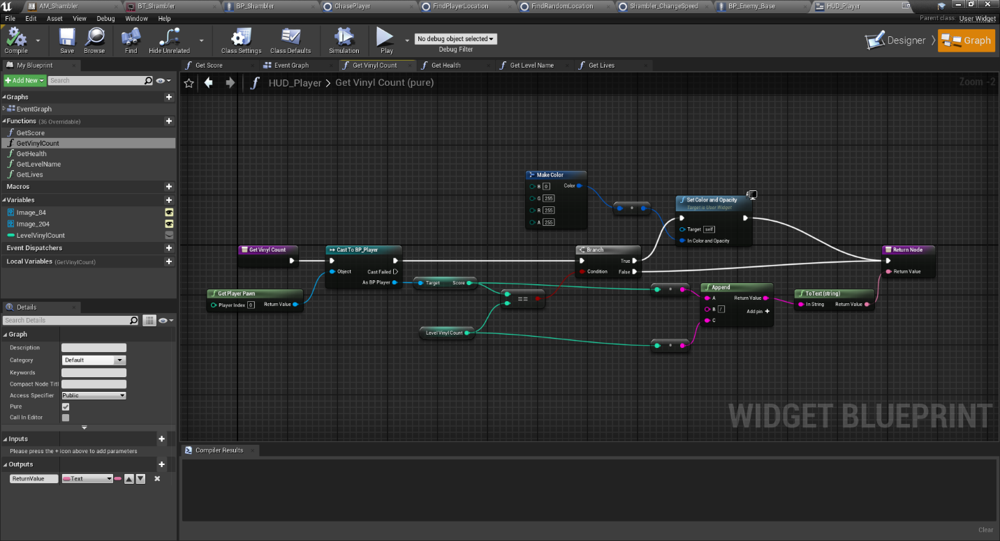 AM_Shambler
BT_Shambler
BP_Shambler
ChasePlayer
FindPlayerLocation
FindRandomLocation
Shambler_ChangeSpeed
BP_Enemy_Base
HUD_Player
File Edit Asset View Debug Window Help
Parent class: User Widget
Compile
Save
Browse
Find
Hide Unrelated
Class Settings
Class Defaults
Simulation
Play
No debug object selected
Debug Filter
Designer
Graph
My Blueprint
Add New
Search
Graphs
EventGraph
Functions (36 Overridable)
GetScore
GetVinylCount
GetHealth
GetLevelName
GetLives
Macros
Variables
Image_84
Image_204
LevelVinylCount
Event Dispatchers
Local Variables (GetVinylCount)
Details
Search Details
Graph
Description
Category Default
Keywords
Compact Node Titl
Access Specifier Public
Pure
Call In Editor
Inputs
Please press the + icon above to add parameters
Outputs
ReturnValue Text
Get Score
Event Graph
Get Vinyl Count
Get Health
Get Level Name
Get Lives
HUD_Player > Get Vinyl Count (pure)
Zoom -2
Make Color
B 0 Color
G 255
R 255
A 255
Set Color and Opacity
Target is User Widget
Target self
In Color and Opacity
Get Vinyl Count
Cast To BP_Player
Object
Cast Failed
As BP Player
Branch
True
Condition False
Return Node
Return Value
Get Player Pawn
Player Index 0 Return Value
Target Score
==
Level Vinyl Count
Append
A Return Value
B / Add pin +
C
ToText (string)
In String Return Value
WIDGET BLUEPRINT
Compiler Results
Clear